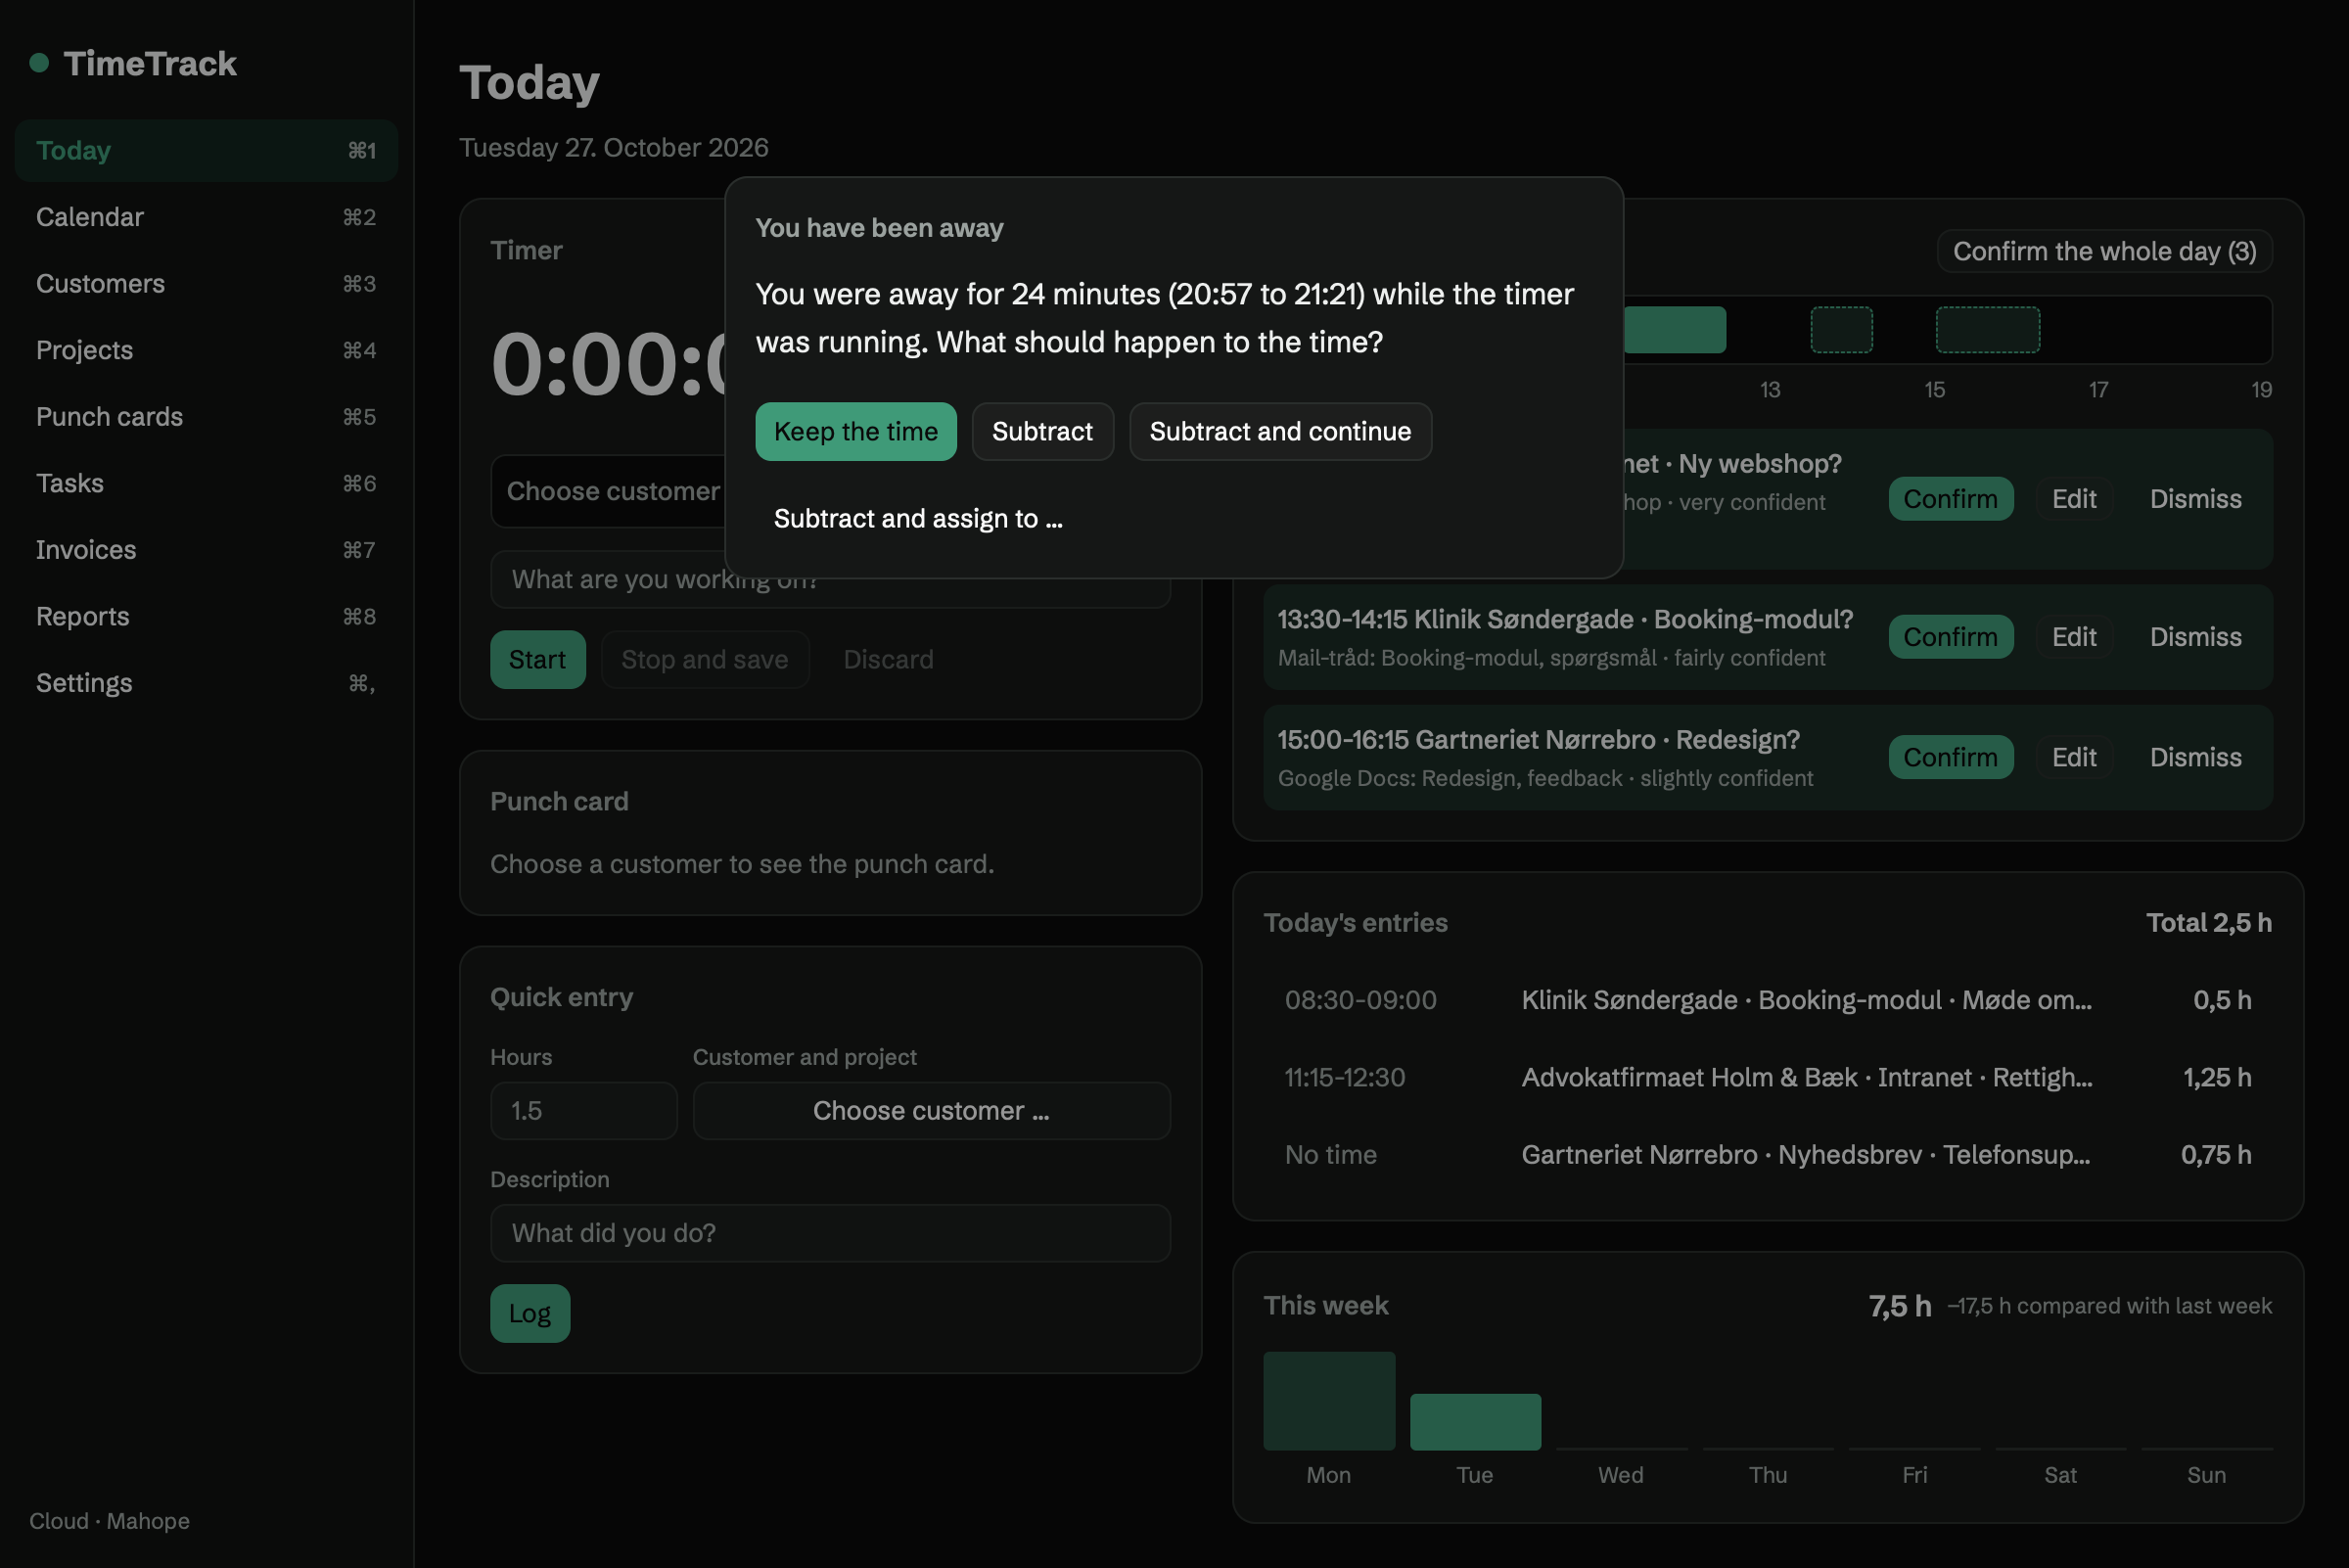 TimeTrack
Today ⌘1
Calendar ⌘2
Customers ⌘3
Projects ⌘4
Punch cards ⌘5
Tasks ⌘6
Invoices ⌘7
Reports ⌘8
Settings ⌘,
Cloud · Mahope
Today
Tuesday 27. October 2026
You have been away
You were away for 24 minutes (20:57 to 21:21) while the timer
was running. What should happen to the time?
Keep the time Subtract Subtract and continue
Subtract and assign to ...
Timer
0:00:
Choose customer
What are you working on?
Start Stop and save Discard
Punch card
Choose a customer to see the punch card.
Quick entry
Hours Customer and project
1.5 Choose customer ...
Description
What did you do?
Log
Confirm the whole day (3)
13 15 17 19
· Ny webshop?
· very confident
Confirm Edit Dismiss
13:30-14:15 Klinik Søndergade · Booking-modul?
Mail-tråd: Booking-modul, spørgsmål · fairly confident
Confirm Edit Dismiss
15:00-16:15 Gartneriet Nørrebro · Redesign?
Google Docs: Redesign, feedback · slightly confident
Confirm Edit Dismiss
Today's entries Total 2,5 h
08:30-09:00 Klinik Søndergade · Booking-modul · Møde om... 0,5 h
11:15-12:30 Advokatfirmaet Holm & Bæk · Intranet · Rettigh... 1,25 h
No time Gartneriet Nørrebro · Nyhedsbrev · Telefonsup... 0,75 h
This week 7,5 h −17,5 h compared with last week
Mon Tue Wed Thu Fri Sat Sun